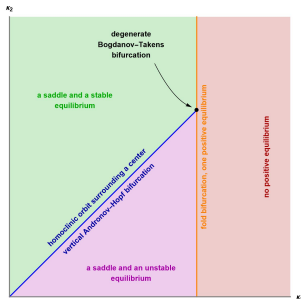 κ₂
degenerate
Bogdanov–Takens
bifurcation
a saddle and a stable
equilibrium
homoclinic orbit surrounding a center
vertical Andronov–Hopf bifurcation
fold bifurcation, one positive equilibrium
no positive equilibrium
a saddle and an unstable
equilibrium
κ